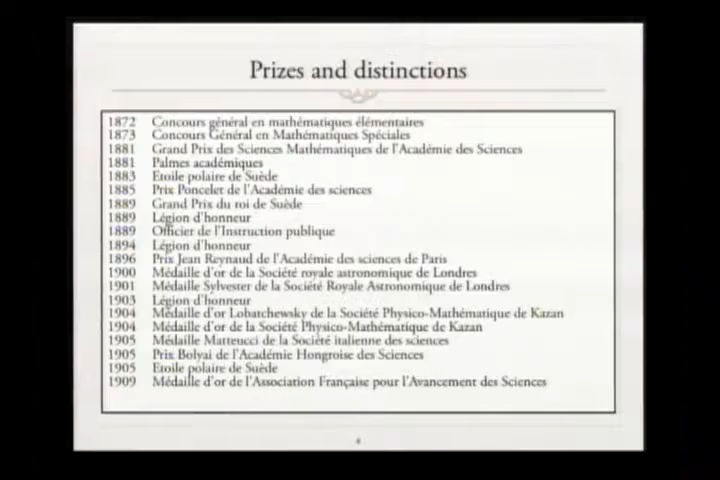 Prizes and distinctions
1872 Concours général en mathématiques élémentaires
1873 Concours Général en Mathématiques Spéciales
1881 Grand Prix des Sciences Mathématiques de l'Académie des Sciences
1881 Palmes académiques
1883 Etoile polaire de Suède
1885 Prix Poncelet de l'Académie des sciences
1889 Grand Prix du roi de Suède
1889 Légion d'honneur
1889 Officier de l'Instruction publique
1894 Légion d'honneur
1896 Prix Jean Reynaud de l'Académie des sciences de Paris
1900 Médaille d'or de la Société royale astronomique de Londres
1901 Médaille Sylvester de la Société Royale Astronomique de Londres
1903 Légion d'honneur
1904 Médaille d'or Lobatchewsky de la Société Physico-Mathématique de Kazan
1904 Médaille d'or de la Société Physico-Mathématique de Kazan
1905 Médaille Matteucci de la Société italienne des sciences
1905 Prix Bolyai de l'Académie Hongroise des Sciences
1905 Etoile polaire de Suède
1909 Médaille d'or de l'Association Française pour l'Avancement des Sciences